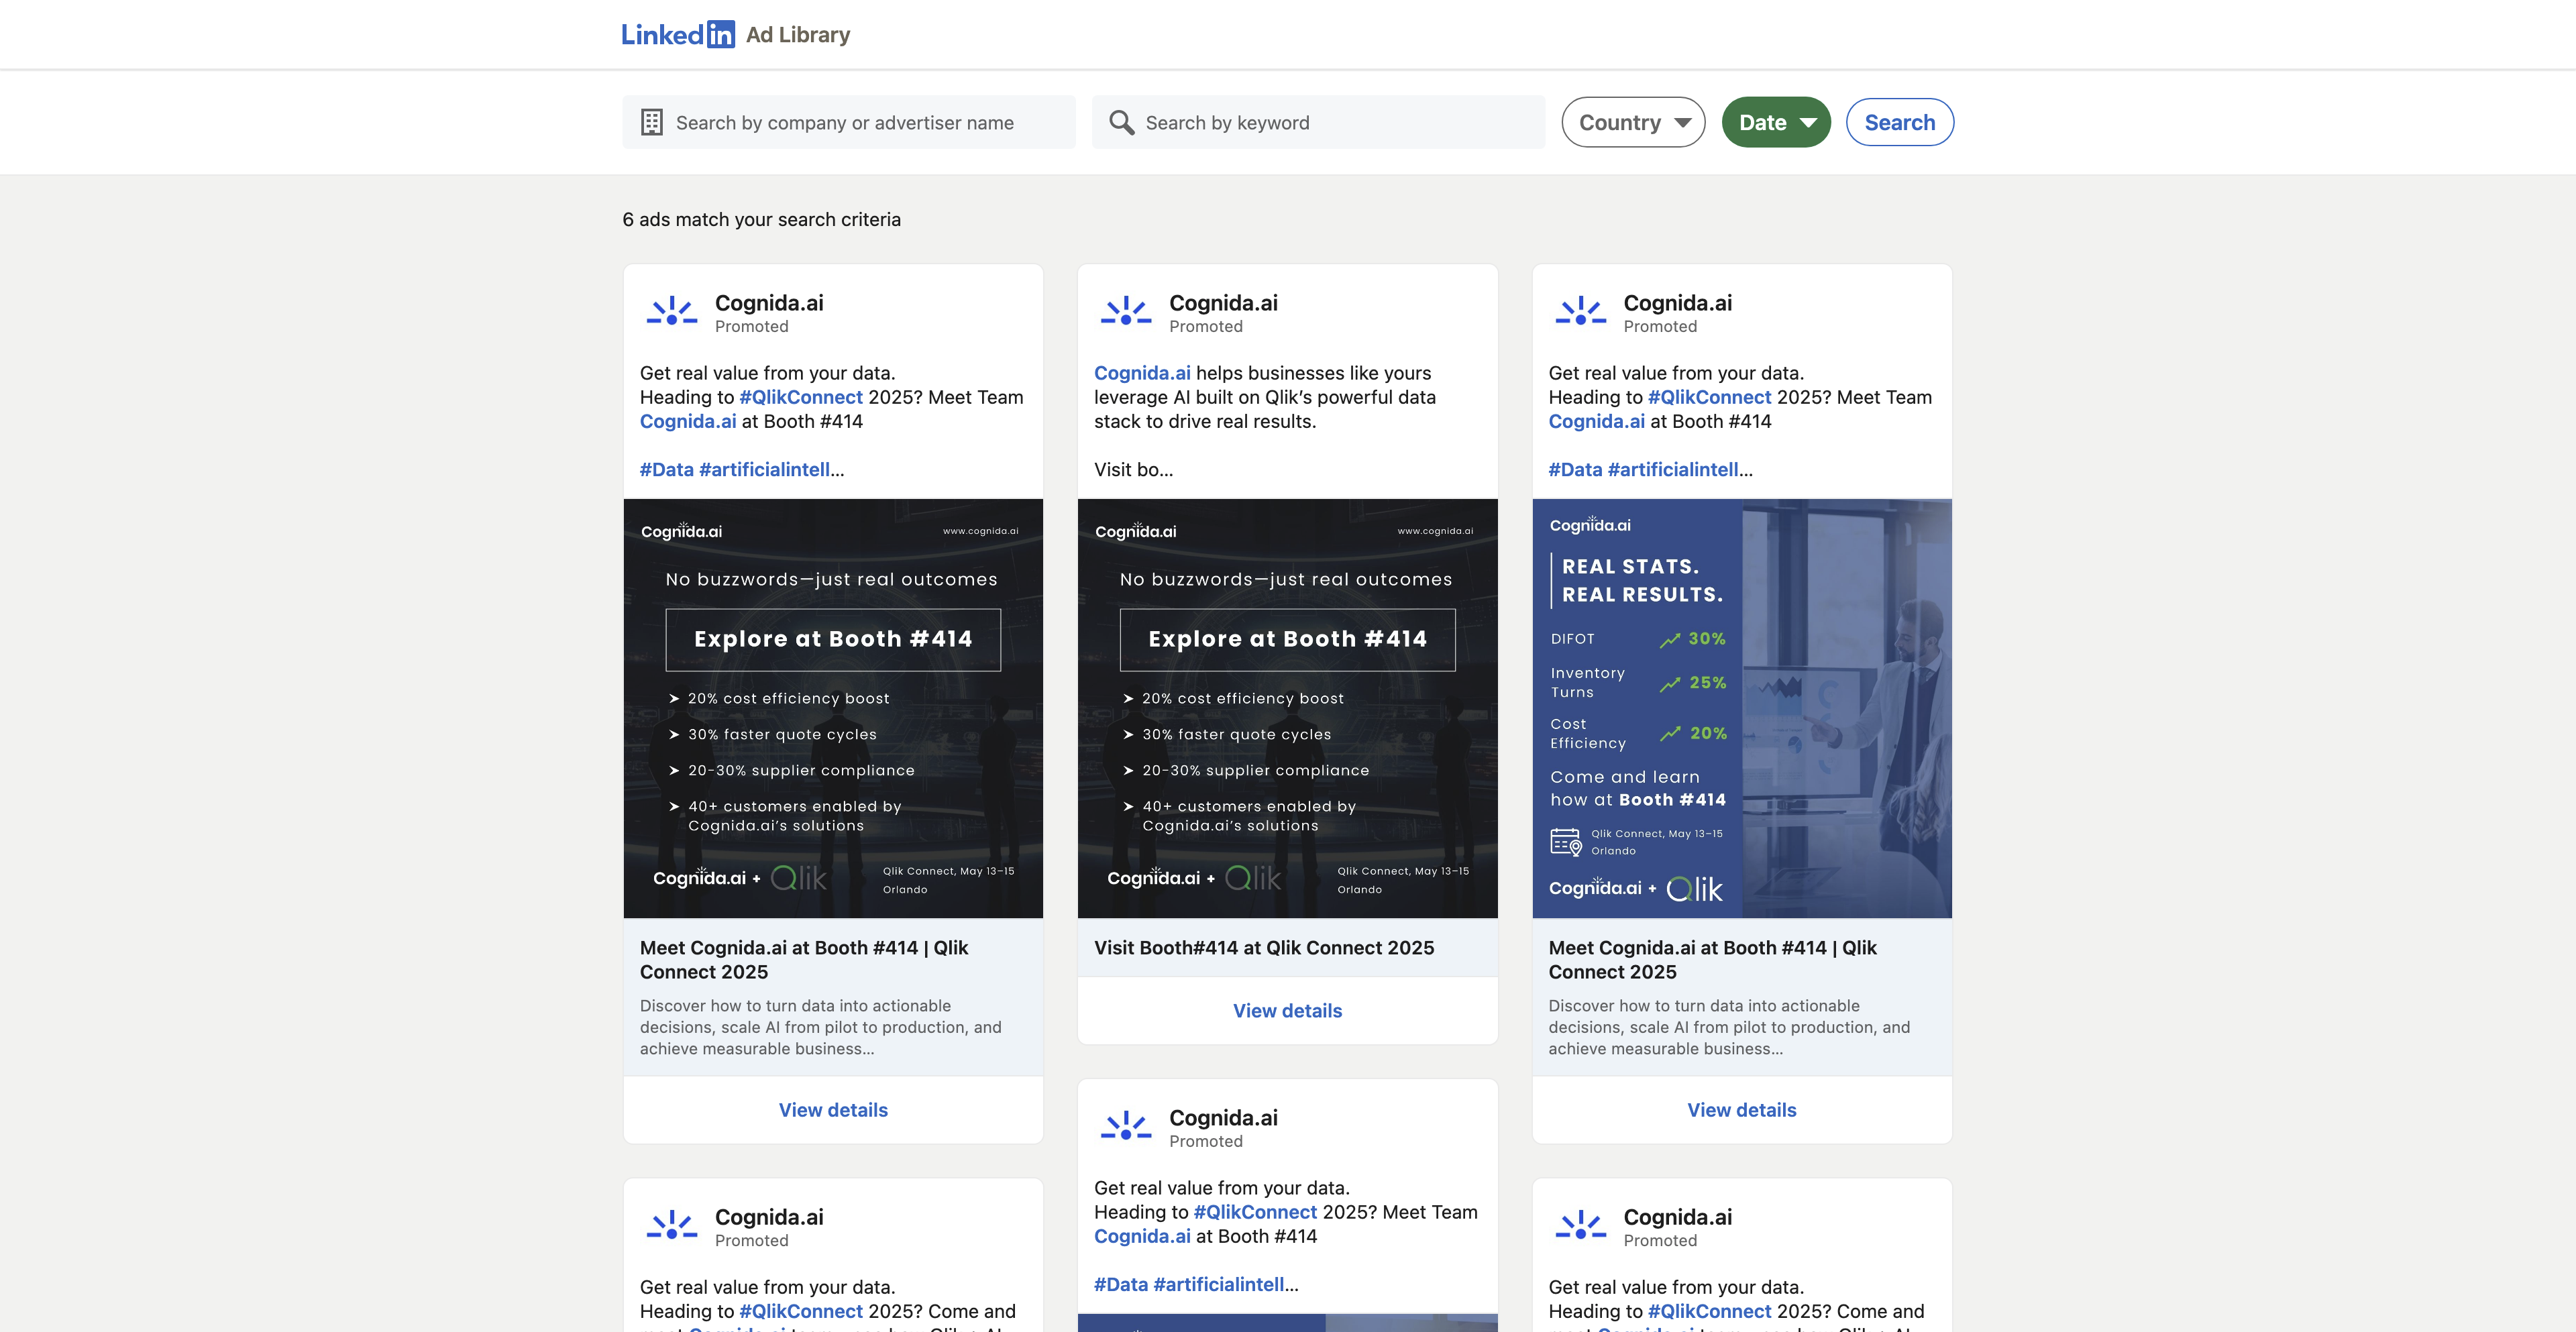 Linked in Ad Library
Search by company or advertiser name
Search by keyword
Country
Date
Search
6 ads match your search criteria
Cognida.ai
Promoted
Get real value from your data.
Heading to #QlikConnect 2025? Meet Team
Cognida.ai at Booth #414
#Data #artificialintell...
Cognida.ai
www.cognida.ai
No buzzwords—just real outcomes
Explore at Booth #414
➤ 20% cost efficiency boost
➤ 30% faster quote cycles
➤ 20-30% supplier compliance
➤ 40+ customers enabled by
Cognida.ai's solutions
Cognida.ai + Qlik
Qlik Connect, May 13–15
Orlando
Meet Cognida.ai at Booth #414 | Qlik
Connect 2025
Discover how to turn data into actionable
decisions, scale AI from pilot to production, and
achieve measurable business...
View details
Cognida.ai
Promoted
Get real value from your data.
Heading to #QlikConnect 2025? Come and
Cognida.ai
Promoted
Cognida.ai helps businesses like yours
leverage AI built on Qlik’s powerful data
stack to drive real results.
Visit bo...
Cognida.ai
www.cognida.ai
No buzzwords—just real outcomes
Explore at Booth #414
➤ 20% cost efficiency boost
➤ 30% faster quote cycles
➤ 20-30% supplier compliance
➤ 40+ customers enabled by
Cognida.ai's solutions
Cognida.ai + Qlik
Qlik Connect, May 13–15
Orlando
Visit Booth#414 at Qlik Connect 2025
View details
Cognida.ai
Promoted
Get real value from your data.
Heading to #QlikConnect 2025? Meet Team
Cognida.ai at Booth #414
#Data #artificialintell...
Cognida.ai
Promoted
Get real value from your data.
Heading to #QlikConnect 2025? Meet Team
Cognida.ai at Booth #414
#Data #artificialintell...
Cognida.ai
REAL STATS.
REAL RESULTS.
DIFOT 30%
Inventory
Turns 25%
Cost
Efficiency 20%
Come and learn
how at Booth #414
Qlik Connect, May 13–15
Orlando
Cognida.ai + Qlik
Meet Cognida.ai at Booth #414 | Qlik
Connect 2025
Discover how to turn data into actionable
decisions, scale AI from pilot to production, and
achieve measurable business...
View details
Cognida.ai
Promoted
Get real value from your data.
Heading to #QlikConnect 2025? Come and